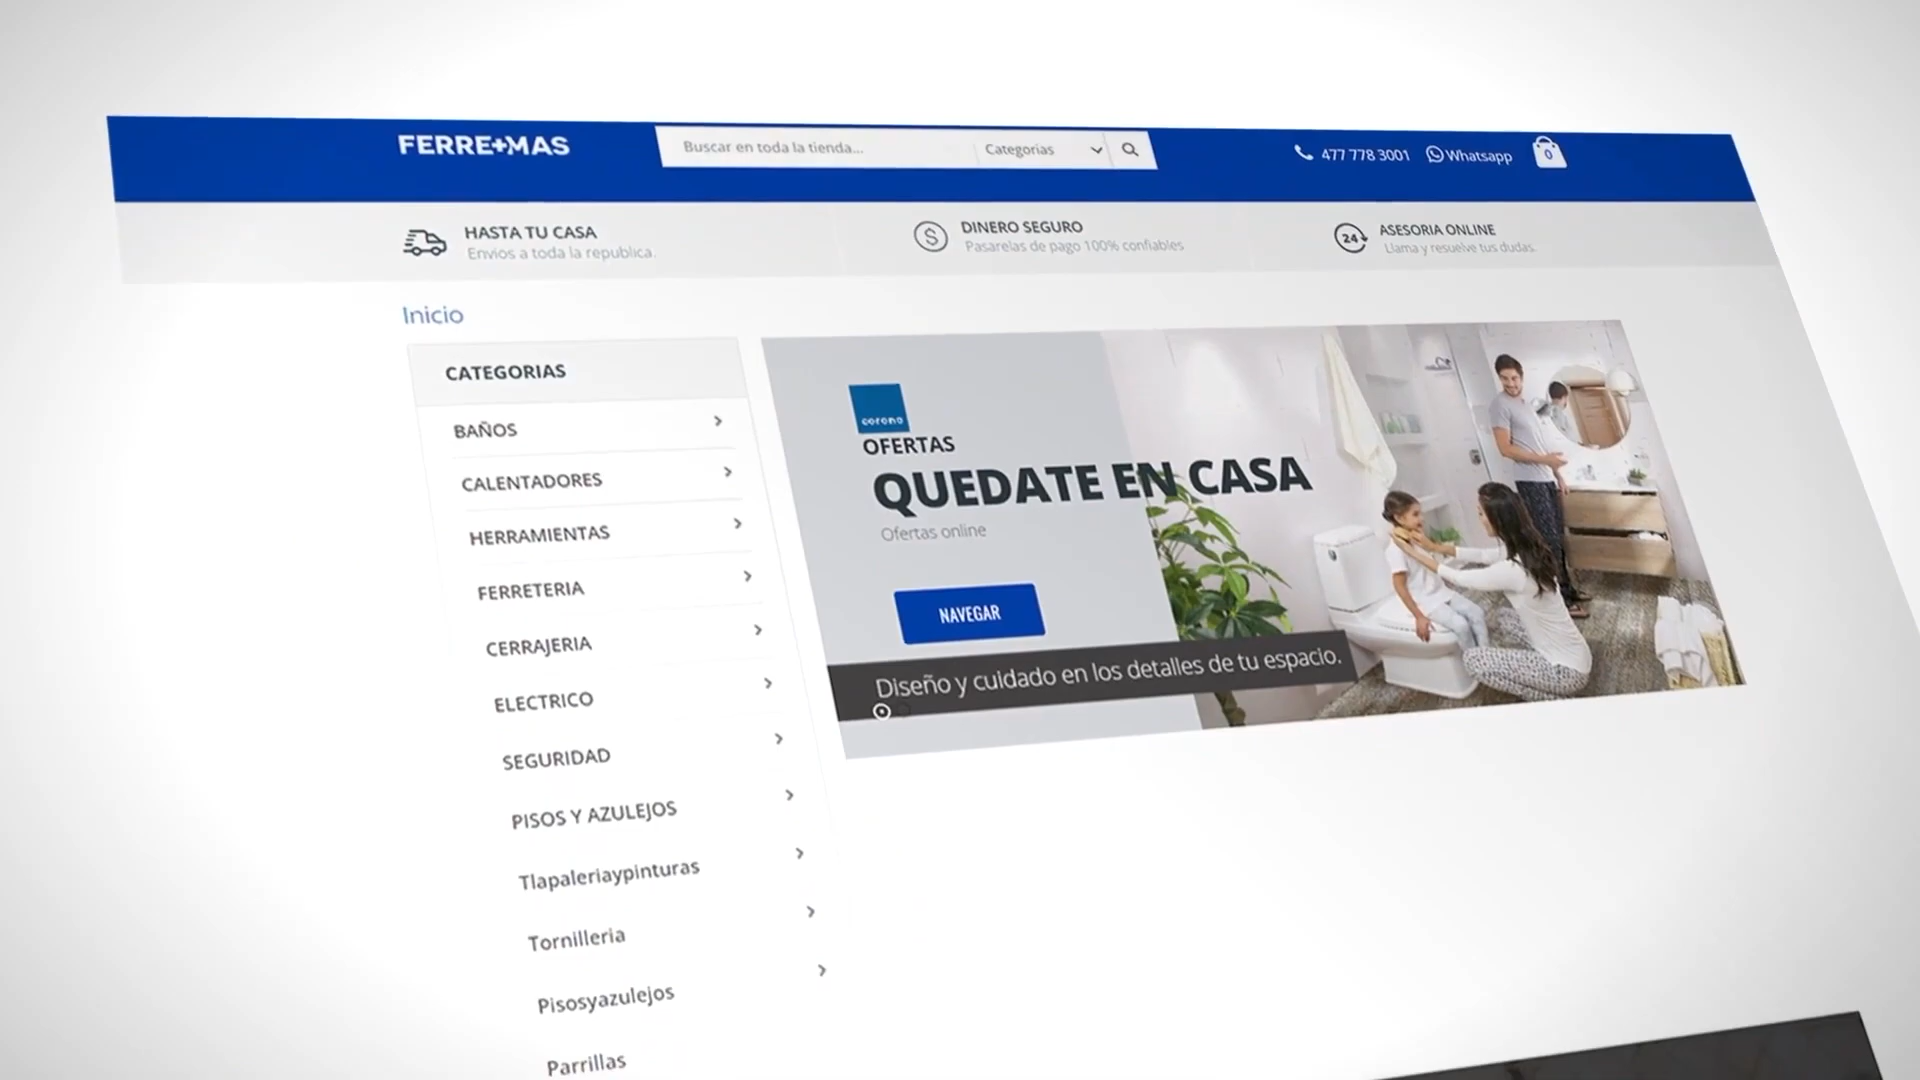 FERRE+MAS
Buscar en toda la tienda...
Categorias
477 778 3001
Whatsapp
0
HASTA TU CASA
Envios a toda la republica.
$
DINERO SEGURO
Pasarelas de pago 100% confiables
24
ASESORIA ONLINE
Llama y resuelve tus dudas.
Inicio
CATEGORIAS
BAÑOS
CALENTADORES
HERRAMIENTAS
FERRETERIA
CERRAJERIA
ELECTRICO
SEGURIDAD
PISOS Y AZULEJOS
Tlapaleriaypinturas
Tornilleria
Pisosyazulejos
Parrillas
corona
OFERTAS
QUEDATE EN CASA
Ofertas online
NAVEGAR
Diseño y cuidado en los detalles de tu espacio.